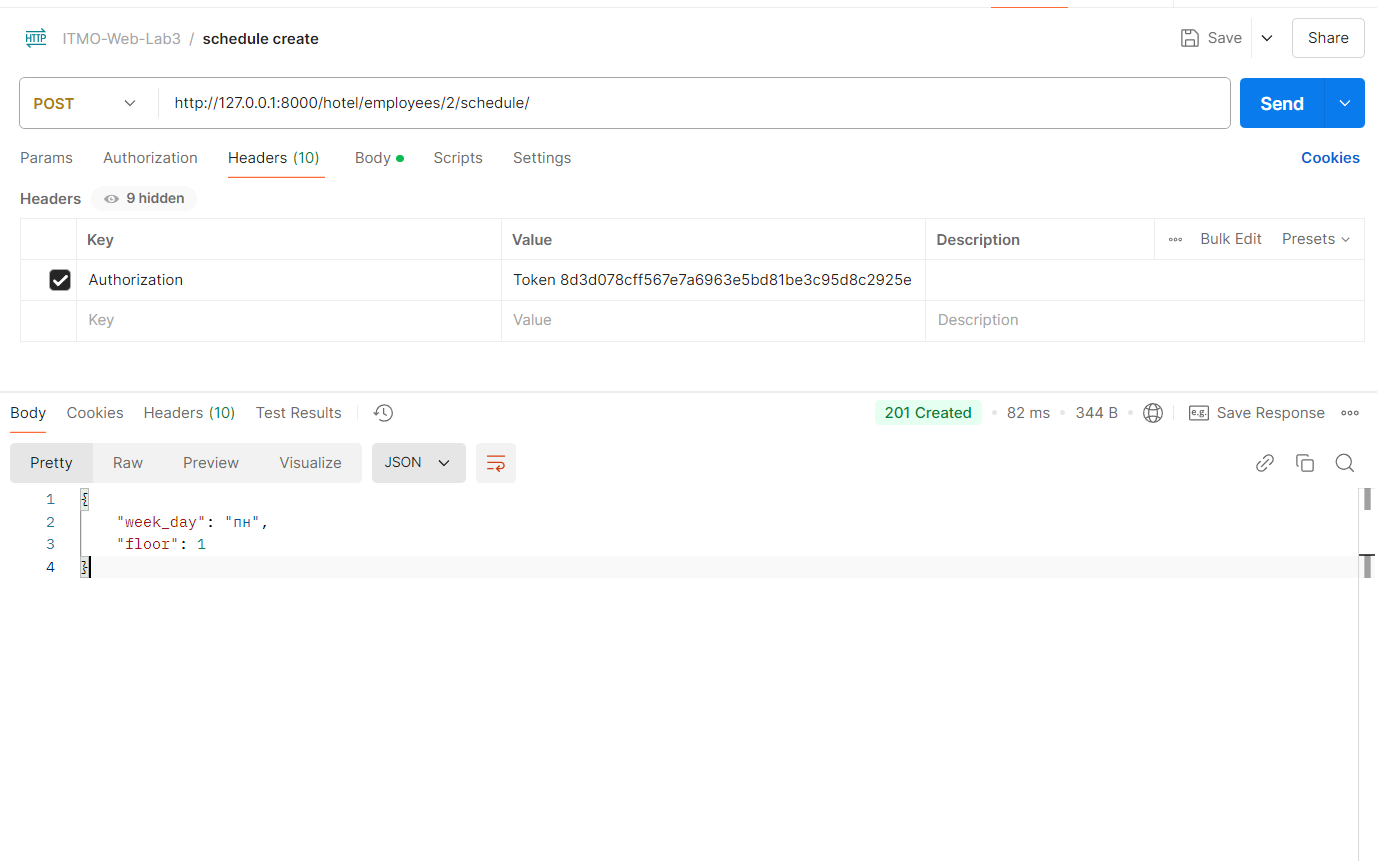 HTTP ITMO-Web-Lab3 / schedule create Save Share
POST http://127.0.0.1:8000/hotel/employees/2/schedule/ Send
Params Authorization Headers (10) Body Scripts Settings Cookies
Headers 9 hidden
Key Value Description Bulk Edit Presets
Authorization Token 8d3d078cff567e7a6963e5bd81be3c95d8c2925e
Key Value Description
Body Cookies Headers (10) Test Results 201 Created 82 ms 344 B e.g. Save Response
Pretty Raw Preview Visualize JSON
1 {
2 "week_day": "пн",
3 "floor": 1
4 }